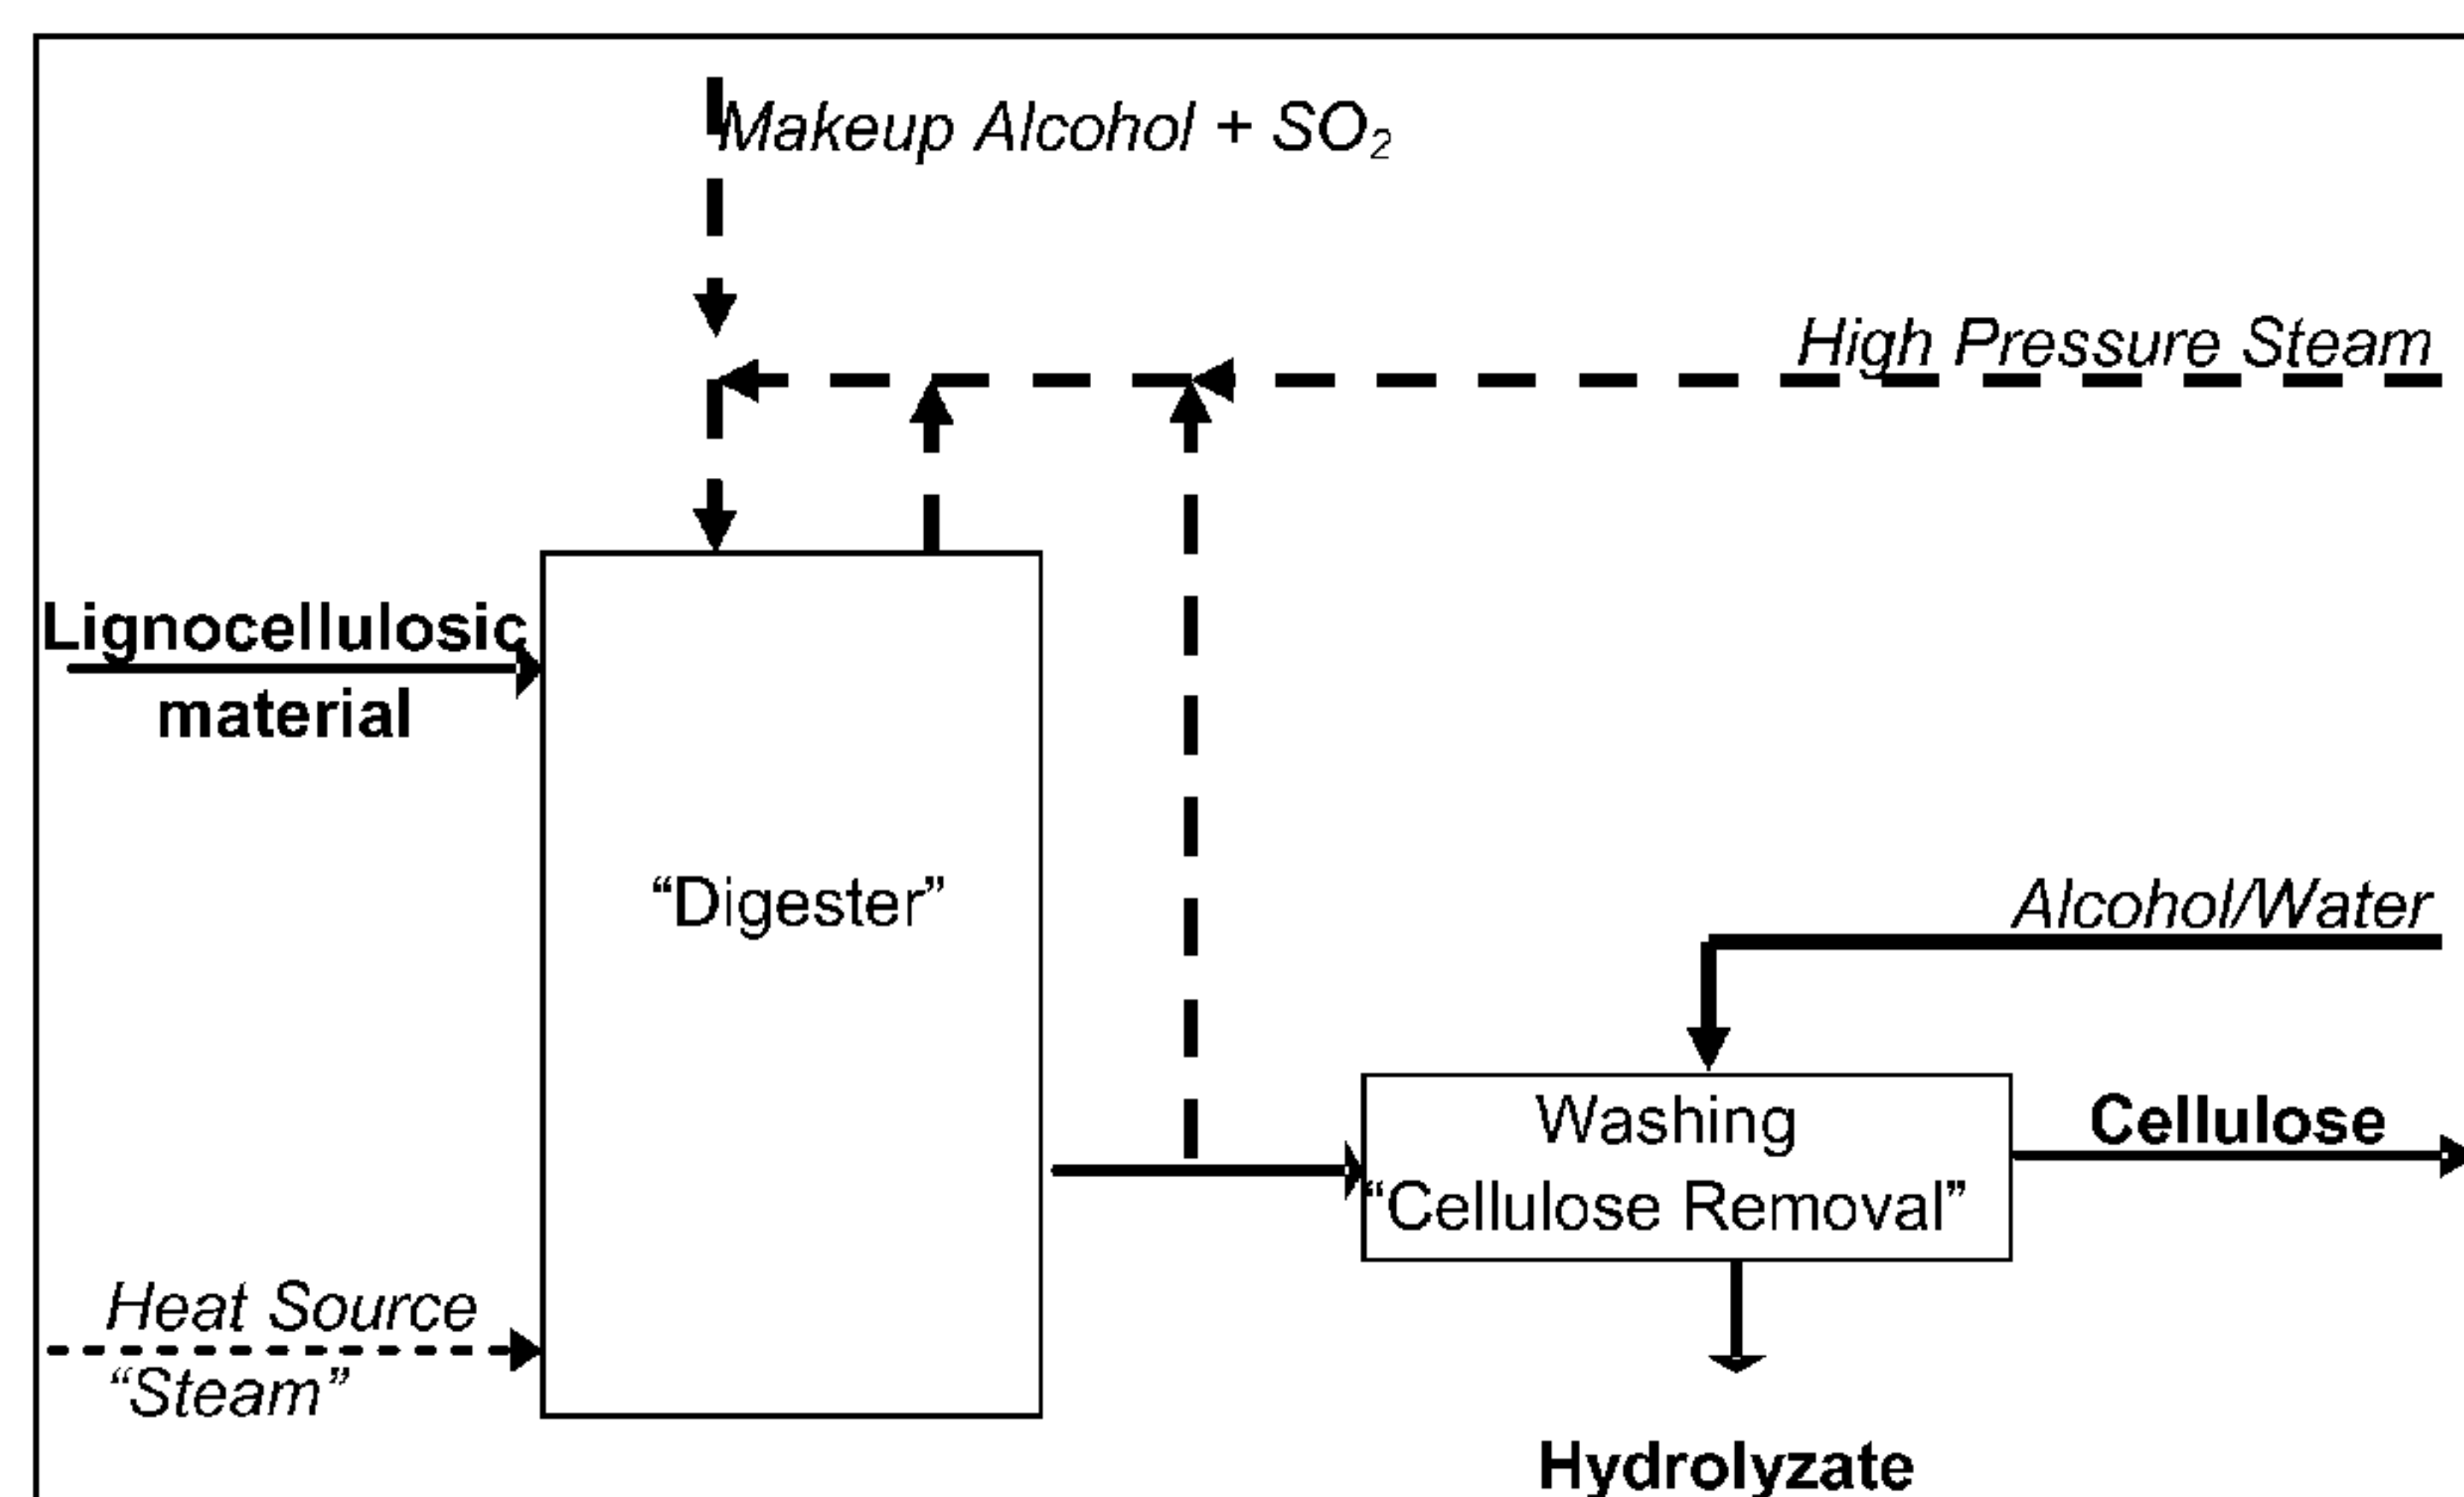 Makeup Alcohol + SO₂
High Pressure Steam
Lignocellulosic
material
“Digester”
Alcohol/Water
Washing
“Cellulose Removal”
Cellulose
Heat Source
“Steam”
Hydrolyzate